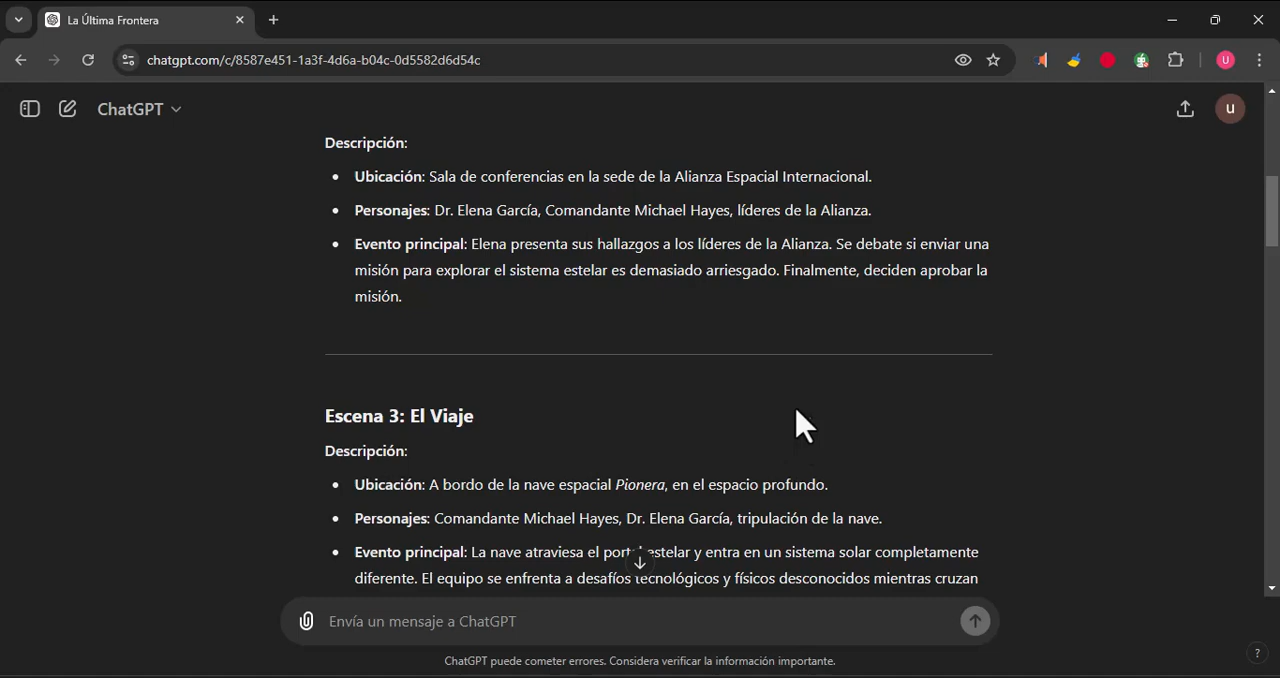 La Última Frontera
chatgpt.com/c/8587e451-1a3f-4d6a-b04c-0d5582d6d54c
U
ChatGPT
u
Descripción:
• Ubicación: Sala de conferencias en la sede de la Alianza Espacial Internacional.
• Personajes: Dr. Elena García, Comandante Michael Hayes, líderes de la Alianza.
• Evento principal: Elena presenta sus hallazgos a los líderes de la Alianza. Se debate si enviar una
misión para explorar el sistema estelar es demasiado arriesgado. Finalmente, deciden aprobar la
misión.
Escena 3: El Viaje
Descripción:
• Ubicación: A bordo de la nave espacial Pionera, en el espacio profundo.
• Personajes: Comandante Michael Hayes, Dr. Elena García, tripulación de la nave.
• Evento principal: La nave atraviesa el portal estelar y entra en un sistema solar completamente
diferente. El equipo se enfrenta a desafíos tecnológicos y físicos desconocidos mientras cruzan
Envía un mensaje a ChatGPT
ChatGPT puede cometer errores. Considera verificar la información importante.
?